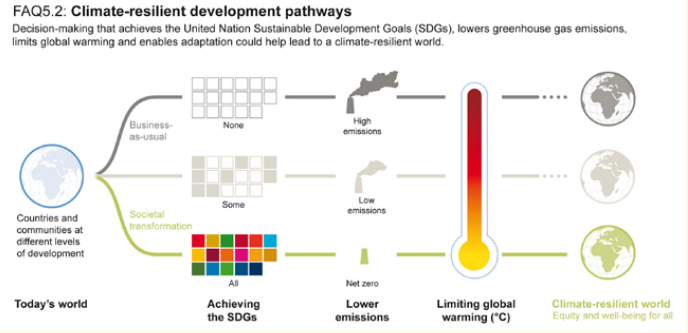 FAQ5.2: Climate-resilient development pathways
Decision-making that achieves the United Nation Sustainable Development Goals (SDGs), lowers greenhouse gas emissions,
limits global warming and enables adaptation could help lead to a climate-resilient world.
Business-
as-usual
None
High
emissions
Some
Low
emissions
Countries and
communities at
different levels
of development
Societal
transformation
All
Net zero
Today's world
Achieving
the SDGs
Lower
emissions
Limiting global
warming (°C)
Climate-resilient world
Equity and well-being for all